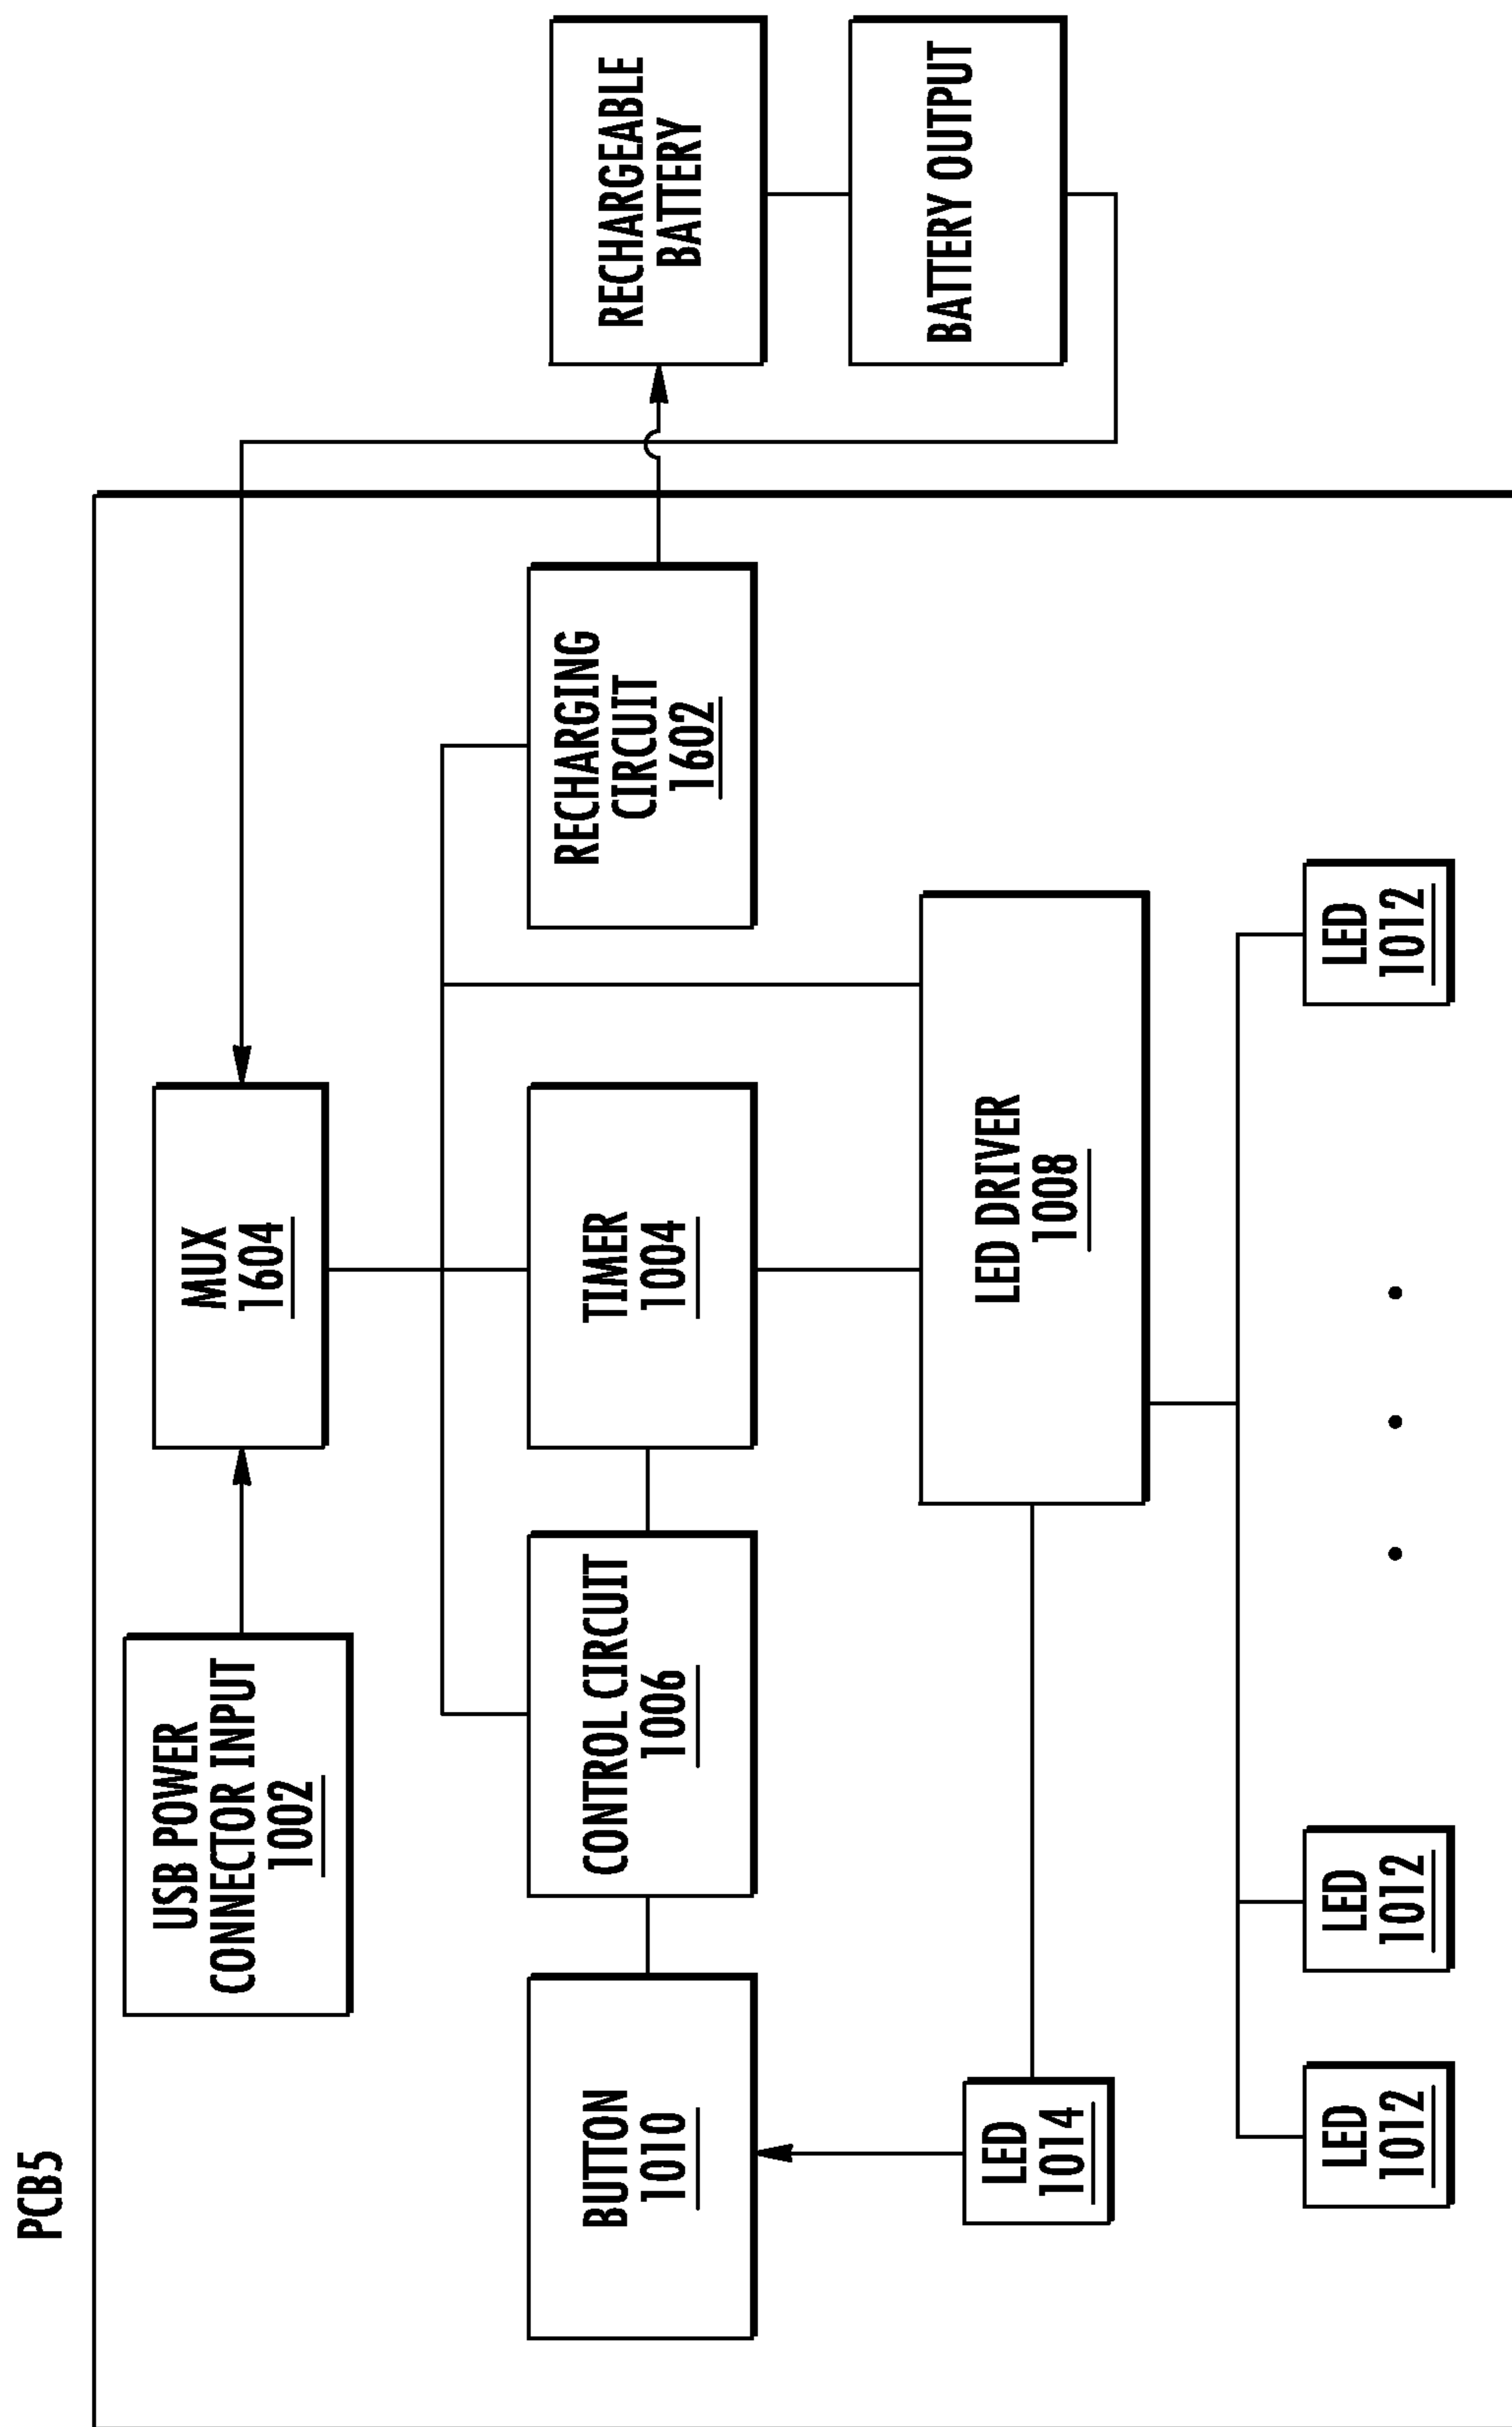 PCB5
USB POWER
CONNECTOR INPUT
1002
MUX
1604
BUTTON
1010
CONTROL CIRCUIT
1006
TIMER
1004
RECHARGING
CIRCUIT
1602
RECHARGEABLE
BATTERY
BATTERY OUTPUT
LED
1014
LED DRIVER
1008
LED
1012
LED
1012
LED
1012